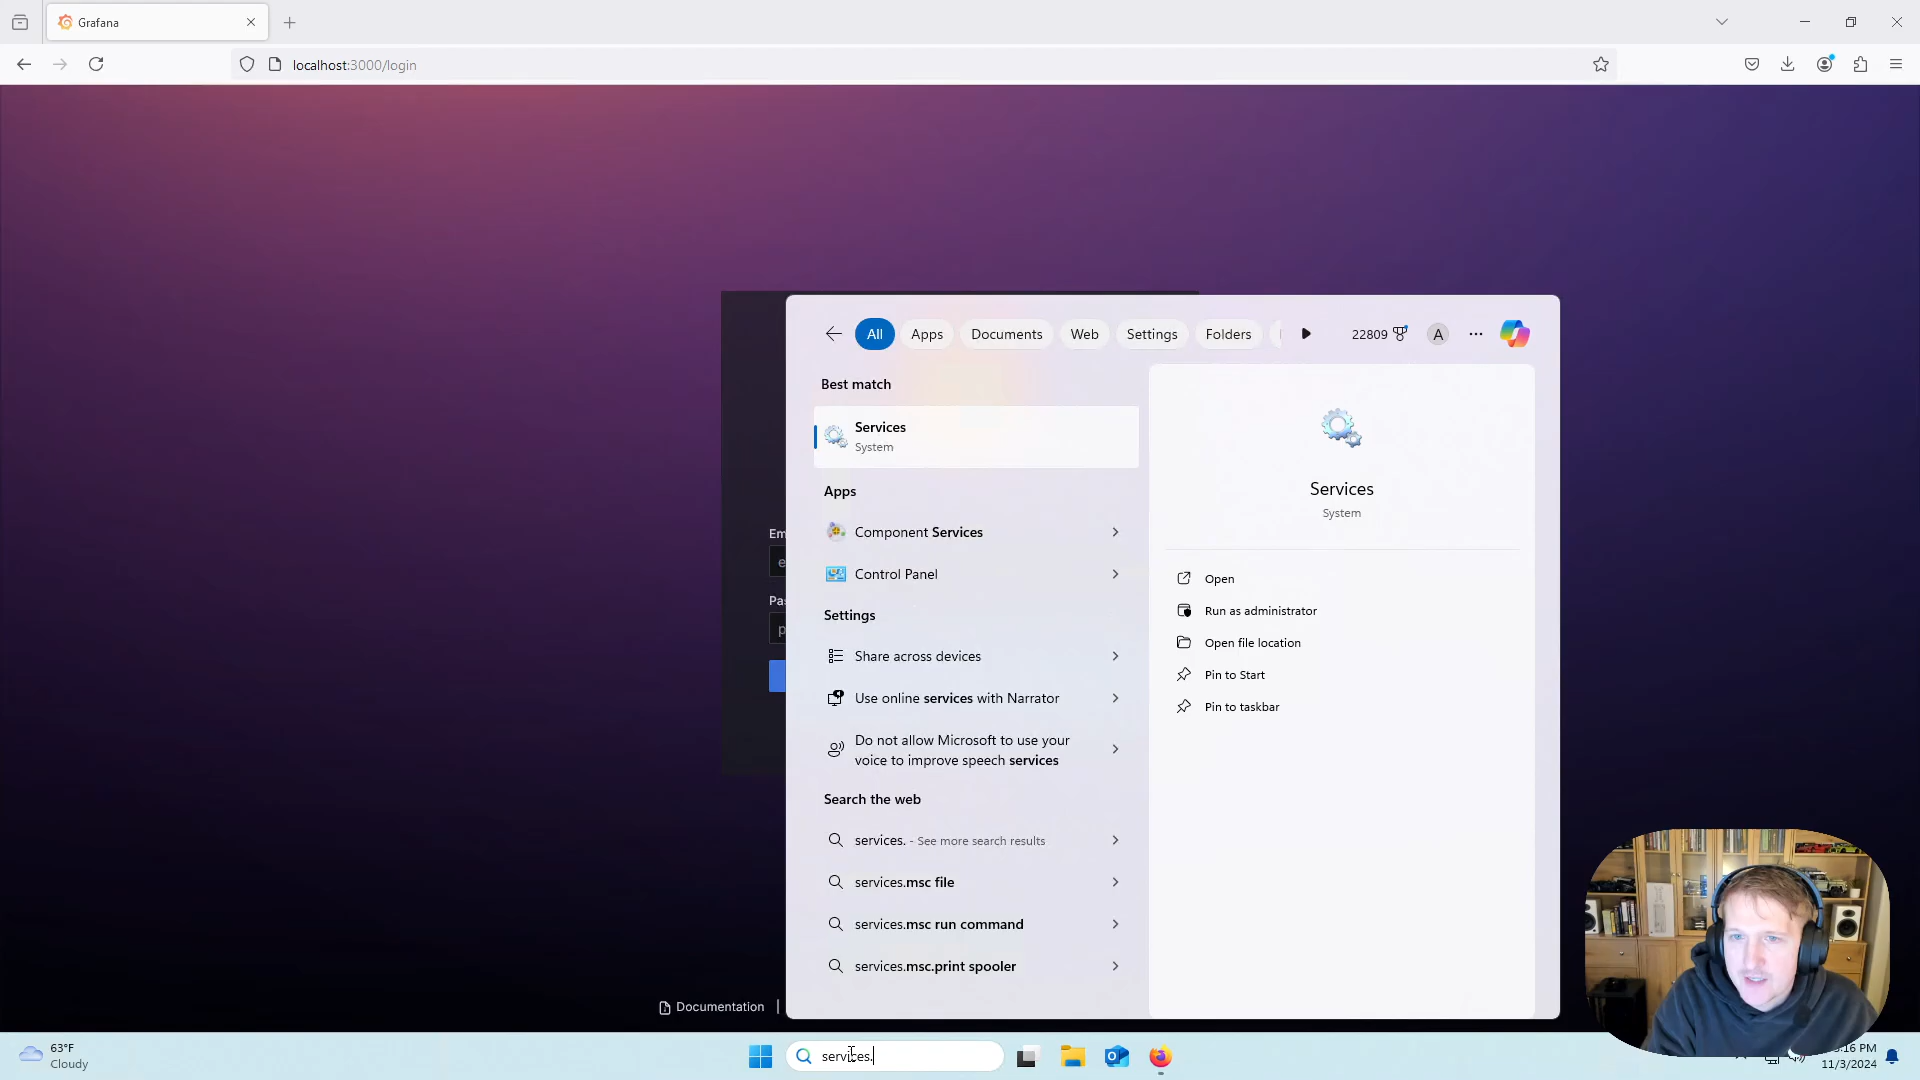 Grafana
localhost:3000/login
All
Apps
Documents
Web
Settings
Folders
22809
A
Best match
Services
System
Apps
Component Services
Control Panel
Settings
Share across devices
Use online services with Narrator
Do not allow Microsoft to use your
voice to improve speech services
Search the web
services. - See more search results
services.msc file
services.msc run command
services.msc.print spooler
Services
System
Open
Run as administrator
Open file location
Pin to Start
Pin to taskbar
Em
e
Pas
p
Documentation |
63°F
Cloudy
services.
:16 PM
11/3/2024